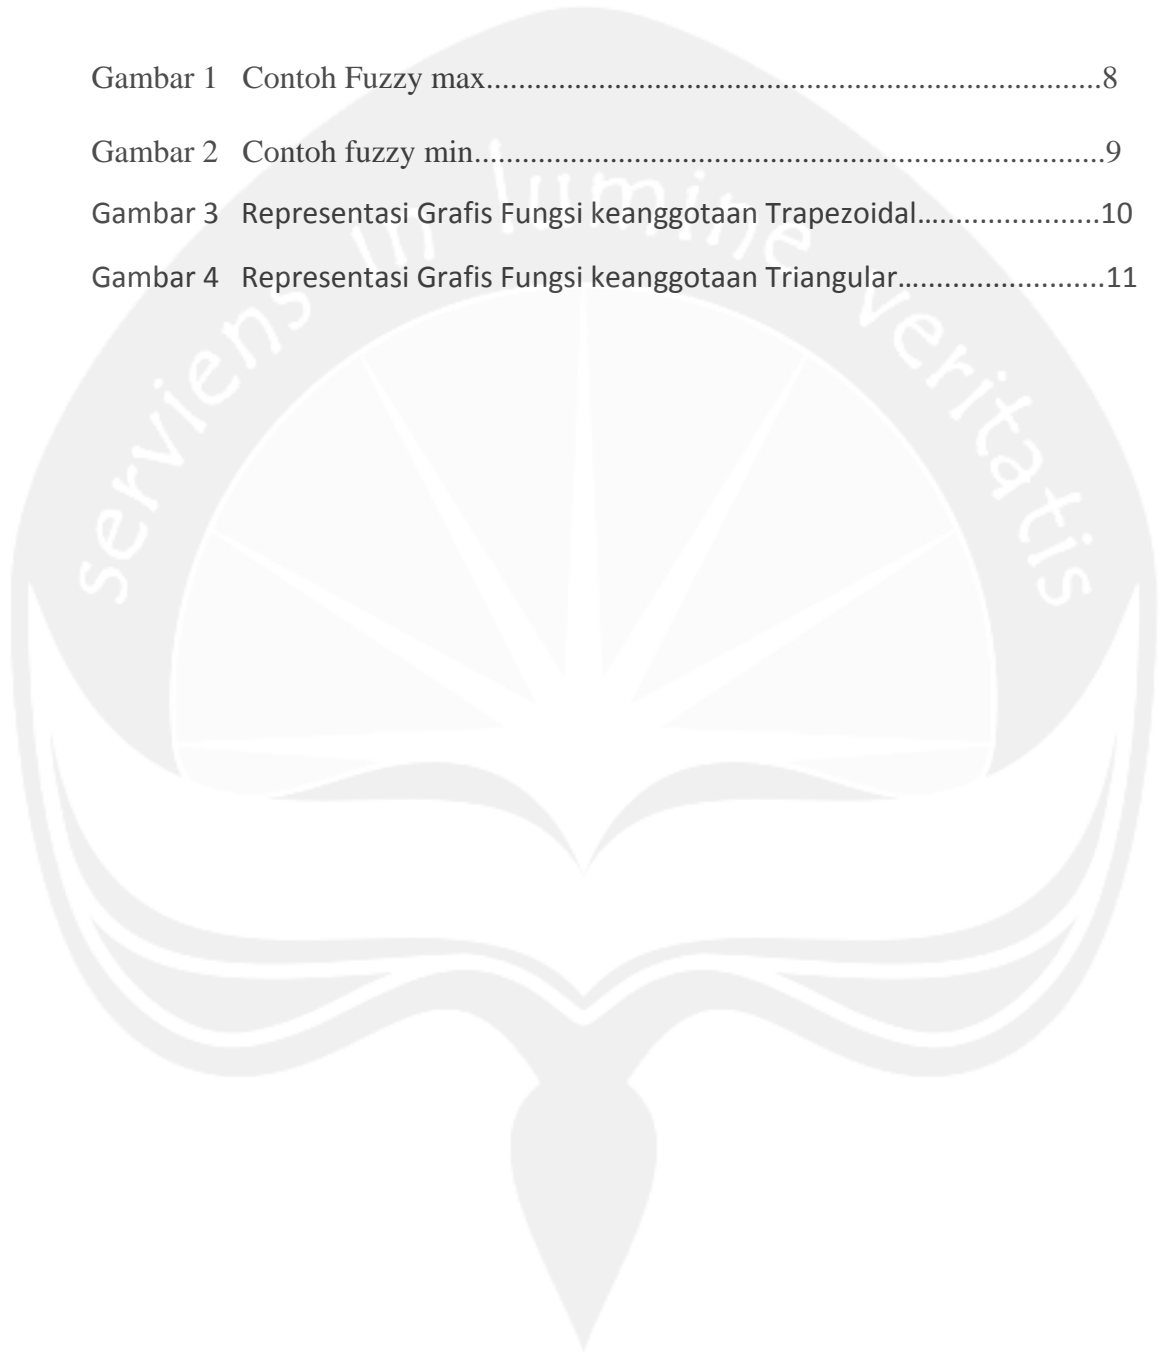 Gambar 1 Contoh Fuzzy max............................................................................8
Gambar 2 Contoh fuzzy min..............................................................................9
Gambar 3 Representasi Grafis Fungsi keanggotaan Trapezoidal.......................10
Gambar 4 Representasi Grafis Fungsi keanggotaan Triangular..........................11
serviens in lumine veritatis